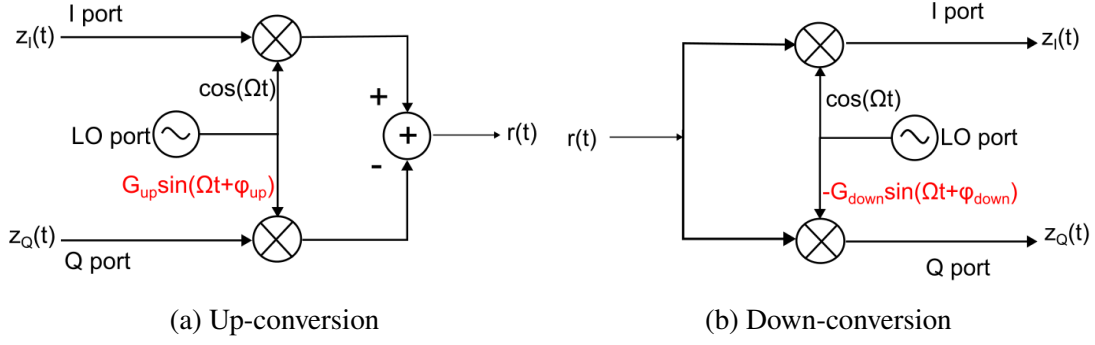 I port
z_I(t)
cos(Ωt)
+
LO port
+
r(t)
-
G_up sin(Ωt+φ_up)
z_Q(t)
Q port
(a) Up-conversion
I port
z_I(t)
cos(Ωt)
r(t)
LO port
-G_down sin(Ωt+φ_down)
z_Q(t)
Q port
(b) Down-conversion